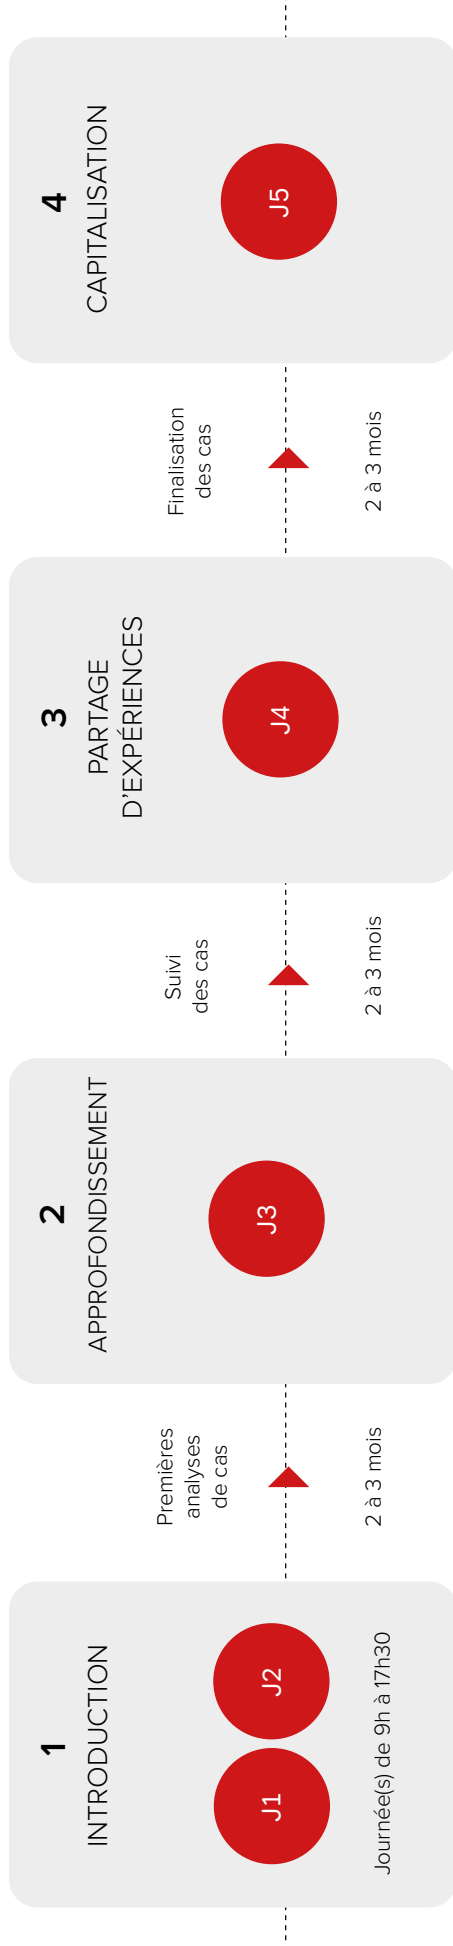 1
INTRODUCTION
J1
J2
Journée(s) de 9h à 17h30
Premières
analyses
de cas
2 à 3 mois
2
APPROFONDISSEMENT
J3
Suivi
des cas
2 à 3 mois
3
PARTAGE
D'EXPÉRIENCES
J4
Finalisation
des cas
2 à 3 mois
4
CAPITALISATION
J5